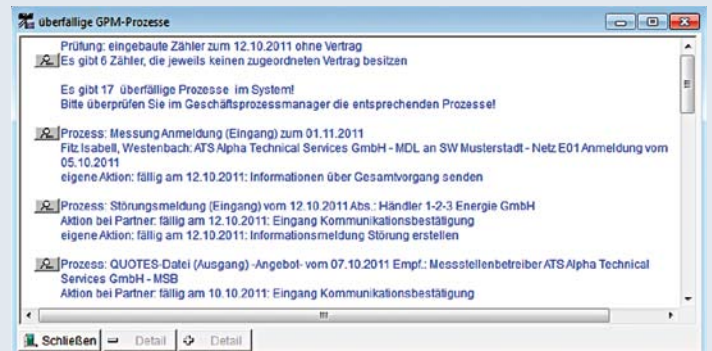 überfällige GPM-Prozesse
Prüfung: eingebaute Zähler zum 12.10.2011 ohne Vertrag
Es gibt 6 Zähler, die jeweils keinen zugeordneten Vertrag besitzen
Es gibt 17 überfällige Prozesse im System!
Bitte überprüfen Sie im Geschäftsprozessmanager die entsprechenden Prozesse!
Prozess: Messung Anmeldung (Eingang) zum 01.11.2011
Fitz Isabell, Westenbach: ATS Alpha Technical Services GmbH - MDL an SW Musterstadt - Netz E01 Anmeldung vom
05.10.2011
eigene Aktion: fällig am 12.10.2011: Informationen über Gesamtvorgang senden
Prozess: Störungsmeldung (Eingang) vom 12.10.2011 Abs.: Händler 1-2-3 Energie GmbH
Aktion bei Partner: fällig am 12.10.2011: Eingang Kommunikationsbestätigung
eigene Aktion: fällig am 12.10.2011: Informationsmeldung Störung erstellen
Prozess: QUOTES-Datei (Ausgang) -Angebot- vom 07.10.2011 Empf.: Messstellenbetreiber ATS Alpha Technical
Services GmbH - MSB
Aktion bei Partner: fällig am 10.10.2011: Eingang Kommunikationsbestätigung
Schließen Detail Detail